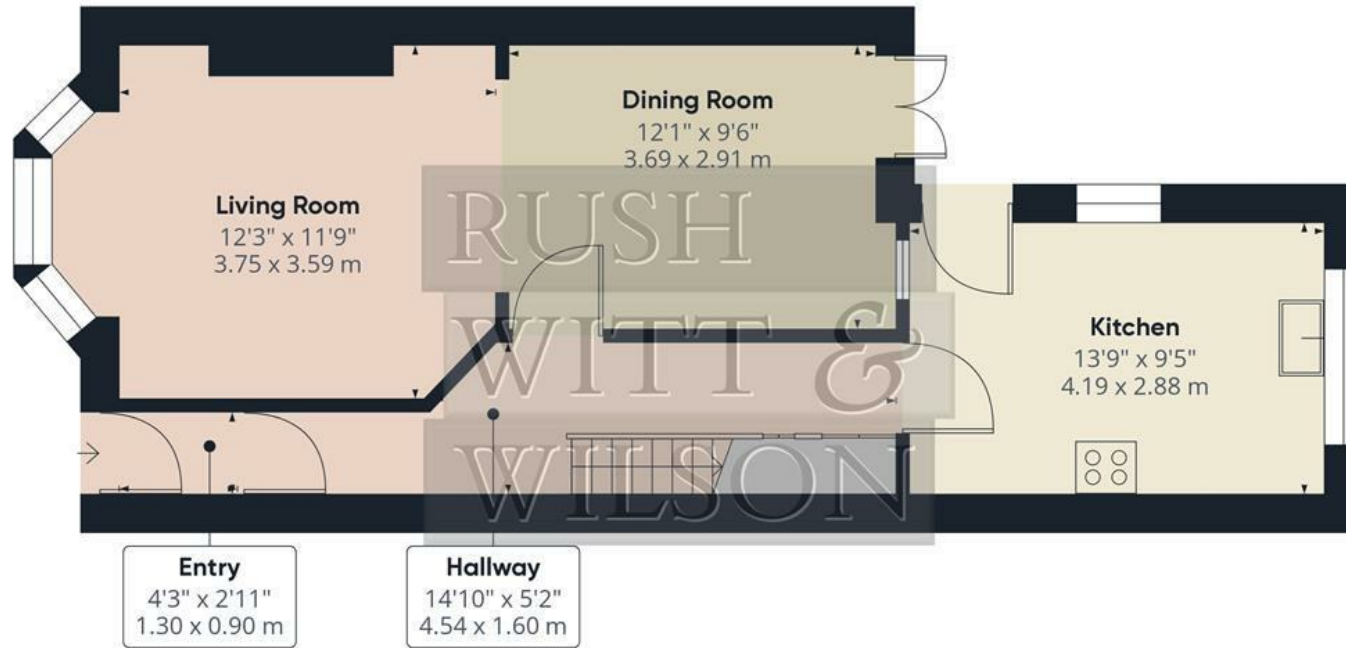 Living Room
12'3" x 11'9"
3.75 x 3.59 m
Dining Room
12'1" x 9'6"
3.69 x 2.91 m
Kitchen
13'9" x 9'5"
4.19 x 2.88 m
Entry
4'3" x 2'11"
1.30 x 0.90 m
Hallway
14'10" x 5'2"
4.54 x 1.60 m
RUSH
WITT &
WILSON